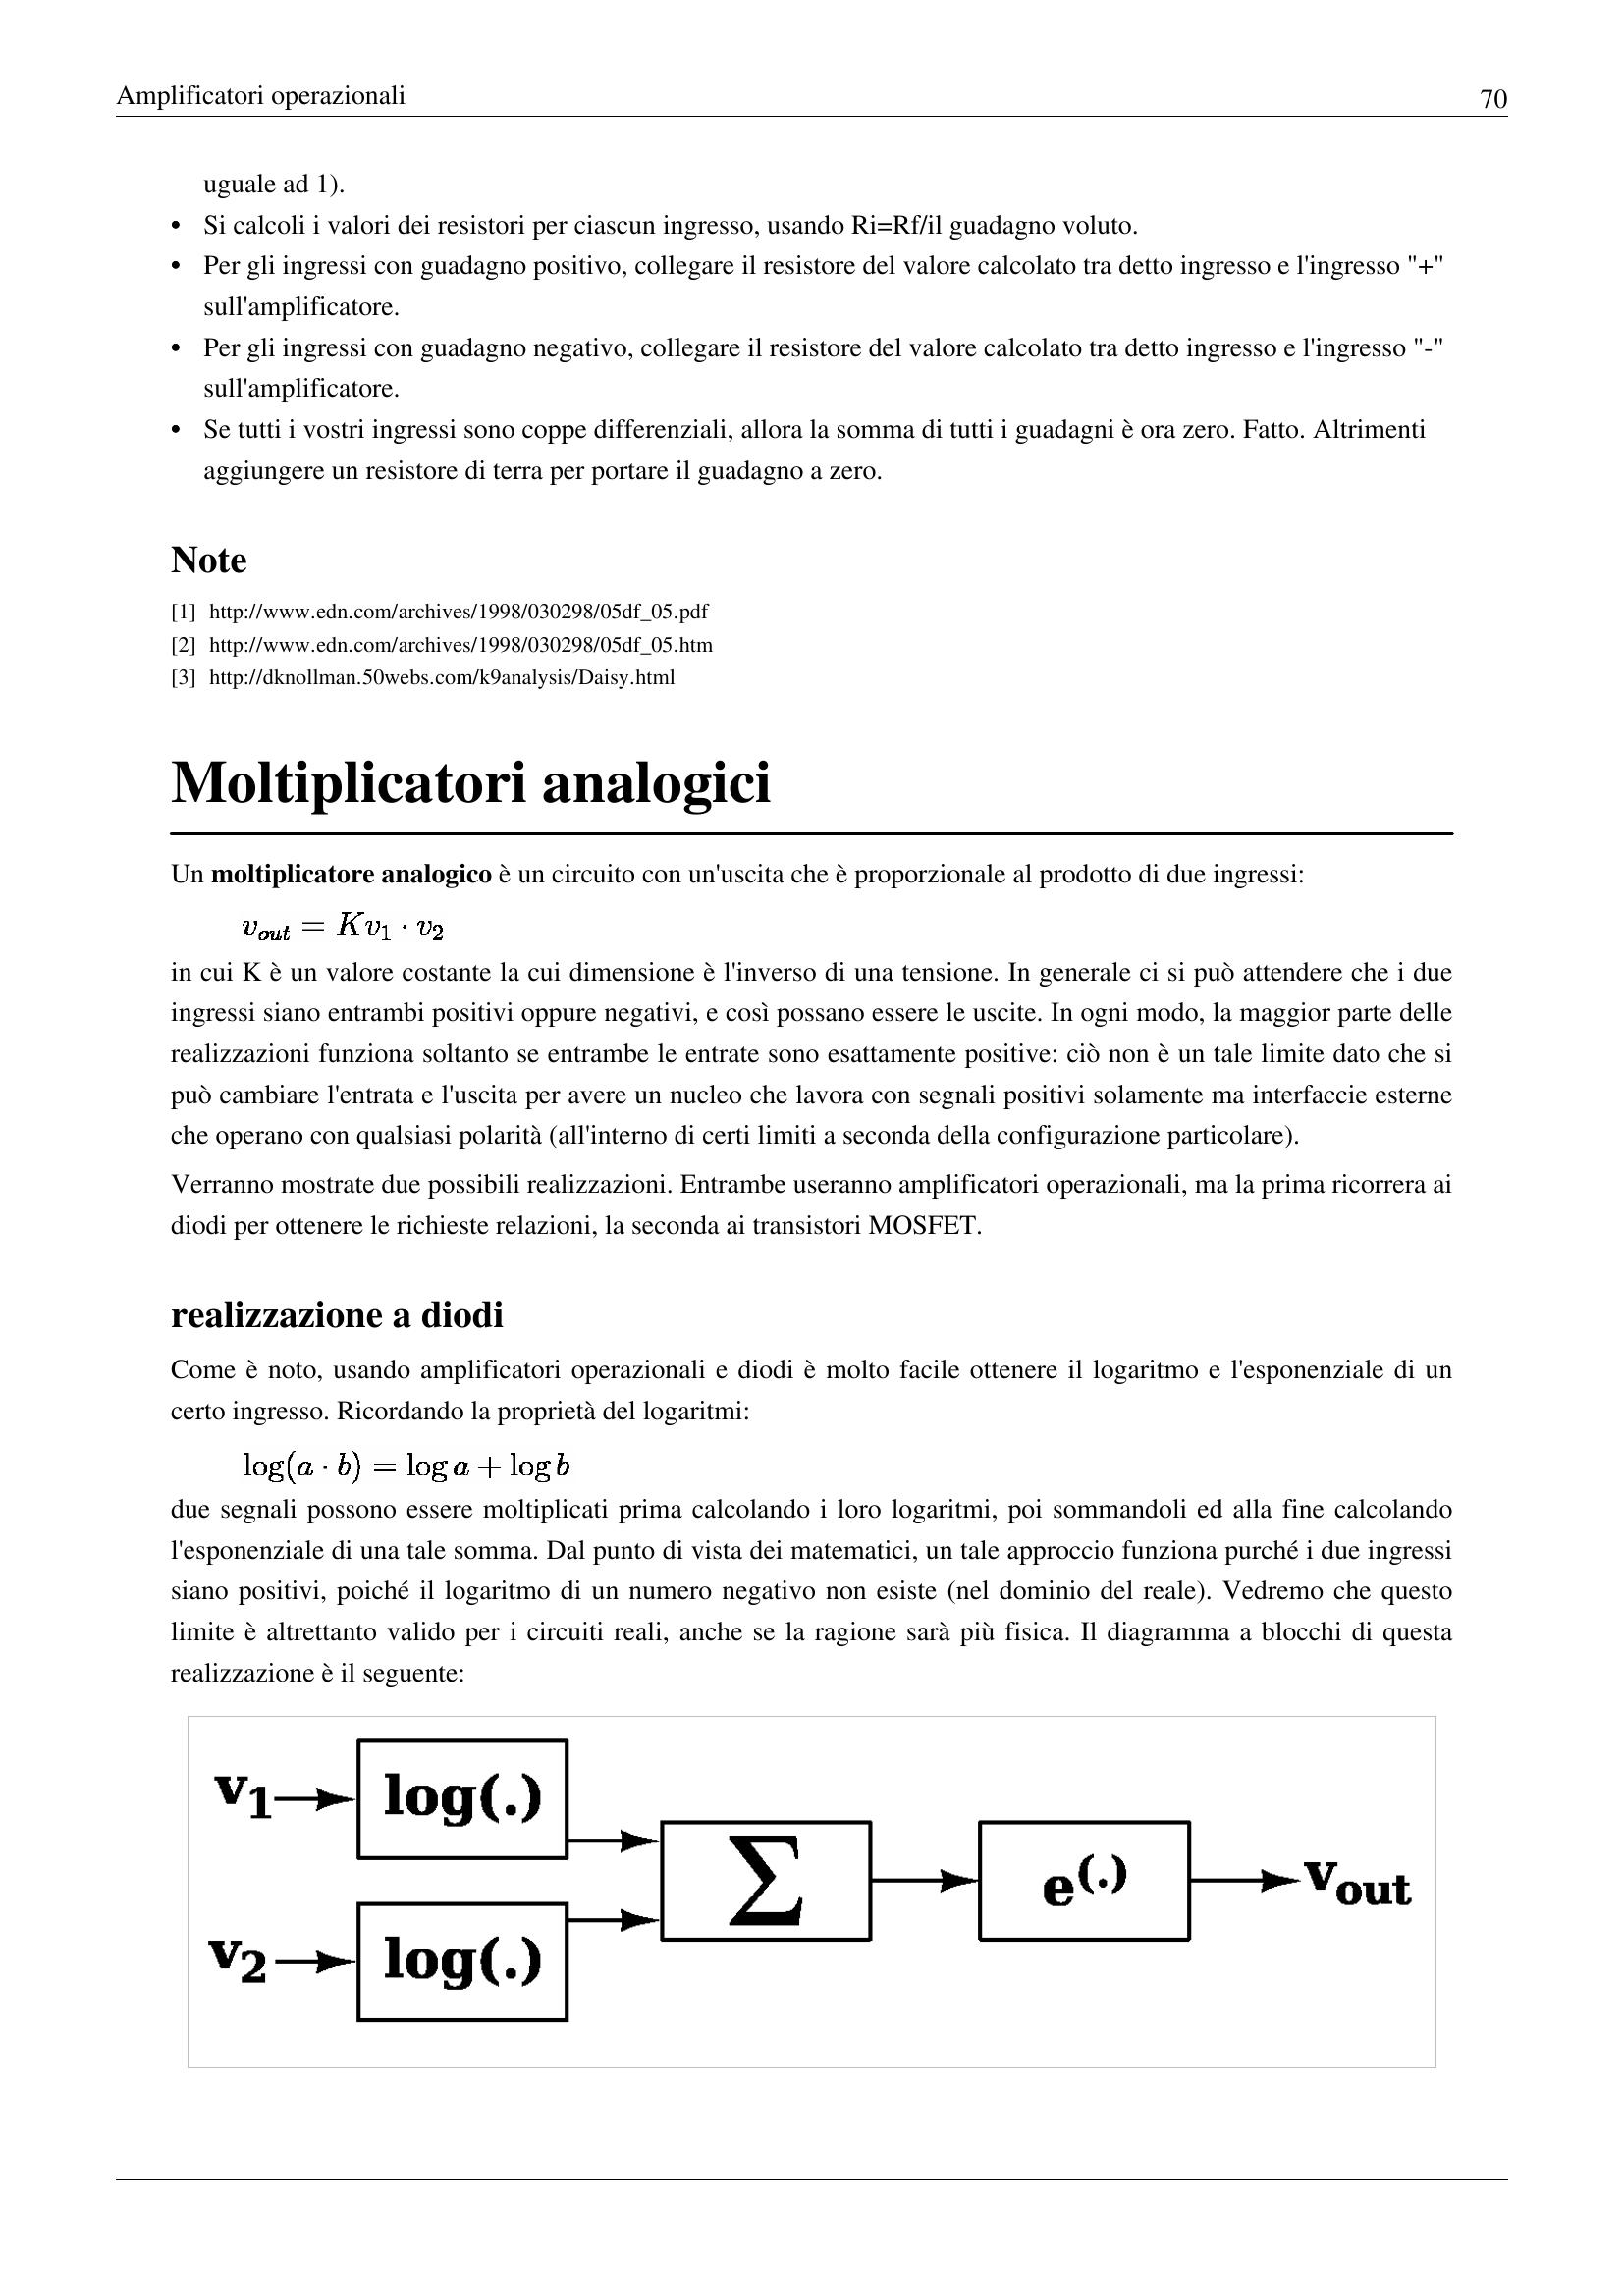 Amplificatori operazionali 70
uguale ad 1).
• Si calcoli i valori dei resistori per ciascun ingresso, usando Ri=Rf/il guadagno voluto.
• Per gli ingressi con guadagno positivo, collegare il resistore del valore calcolato tra detto ingresso e l'ingresso "+"
sull'amplificatore.
• Per gli ingressi con guadagno negativo, collegare il resistore del valore calcolato tra detto ingresso e l'ingresso "-"
sull'amplificatore.
• Se tutti i vostri ingressi sono coppe differenziali, allora la somma di tutti i guadagni è ora zero. Fatto. Altrimenti
aggiungere un resistore di terra per portare il guadagno a zero.
Note
[1] http://www.edn.com/archives/1998/030298/05df_05.pdf
[2] http://www.edn.com/archives/1998/030298/05df_05.htm
[3] http://dknollman.50webs.com/k9analysis/Daisy.html
Moltiplicatori analogici
Un moltiplicatore analogico è un circuito con un'uscita che è proporzionale al prodotto di due ingressi:
v_out = Kv_1 · v_2
in cui K è un valore costante la cui dimensione è l'inverso di una tensione. In generale ci si può attendere che i due
ingressi siano entrambi positivi oppure negativi, e così possano essere le uscite. In ogni modo, la maggior parte delle
realizzazioni funziona soltanto se entrambe le entrate sono esattamente positive: ciò non è un tale limite dato che si
può cambiare l'entrata e l'uscita per avere un nucleo che lavora con segnali positivi solamente ma interfaccie esterne
che operano con qualsiasi polarità (all'interno di certi limiti a seconda della configurazione particolare).
Verranno mostrate due possibili realizzazioni. Entrambe useranno amplificatori operazionali, ma la prima ricorrera ai
diodi per ottenere le richieste relazioni, la seconda ai transistori MOSFET.
realizzazione a diodi
Come è noto, usando amplificatori operazionali e diodi è molto facile ottenere il logaritmo e l'esponenziale di un
certo ingresso. Ricordando la proprietà del logaritmi:
log(a · b) = log a + log b
due segnali possono essere moltiplicati prima calcolando i loro logaritmi, poi sommandoli ed alla fine calcolando
l'esponenziale di una tale somma. Dal punto di vista dei matematici, un tale approccio funziona purché i due ingressi
siano positivi, poiché il logaritmo di un numero negativo non esiste (nel dominio del reale). Vedremo che questo
limite è altrettanto valido per i circuiti reali, anche se la ragione sarà più fisica. Il diagramma a blocchi di questa
realizzazione è il seguente:
v_1 log(.)
∑ e^(.) v_out
v_2 log(.)